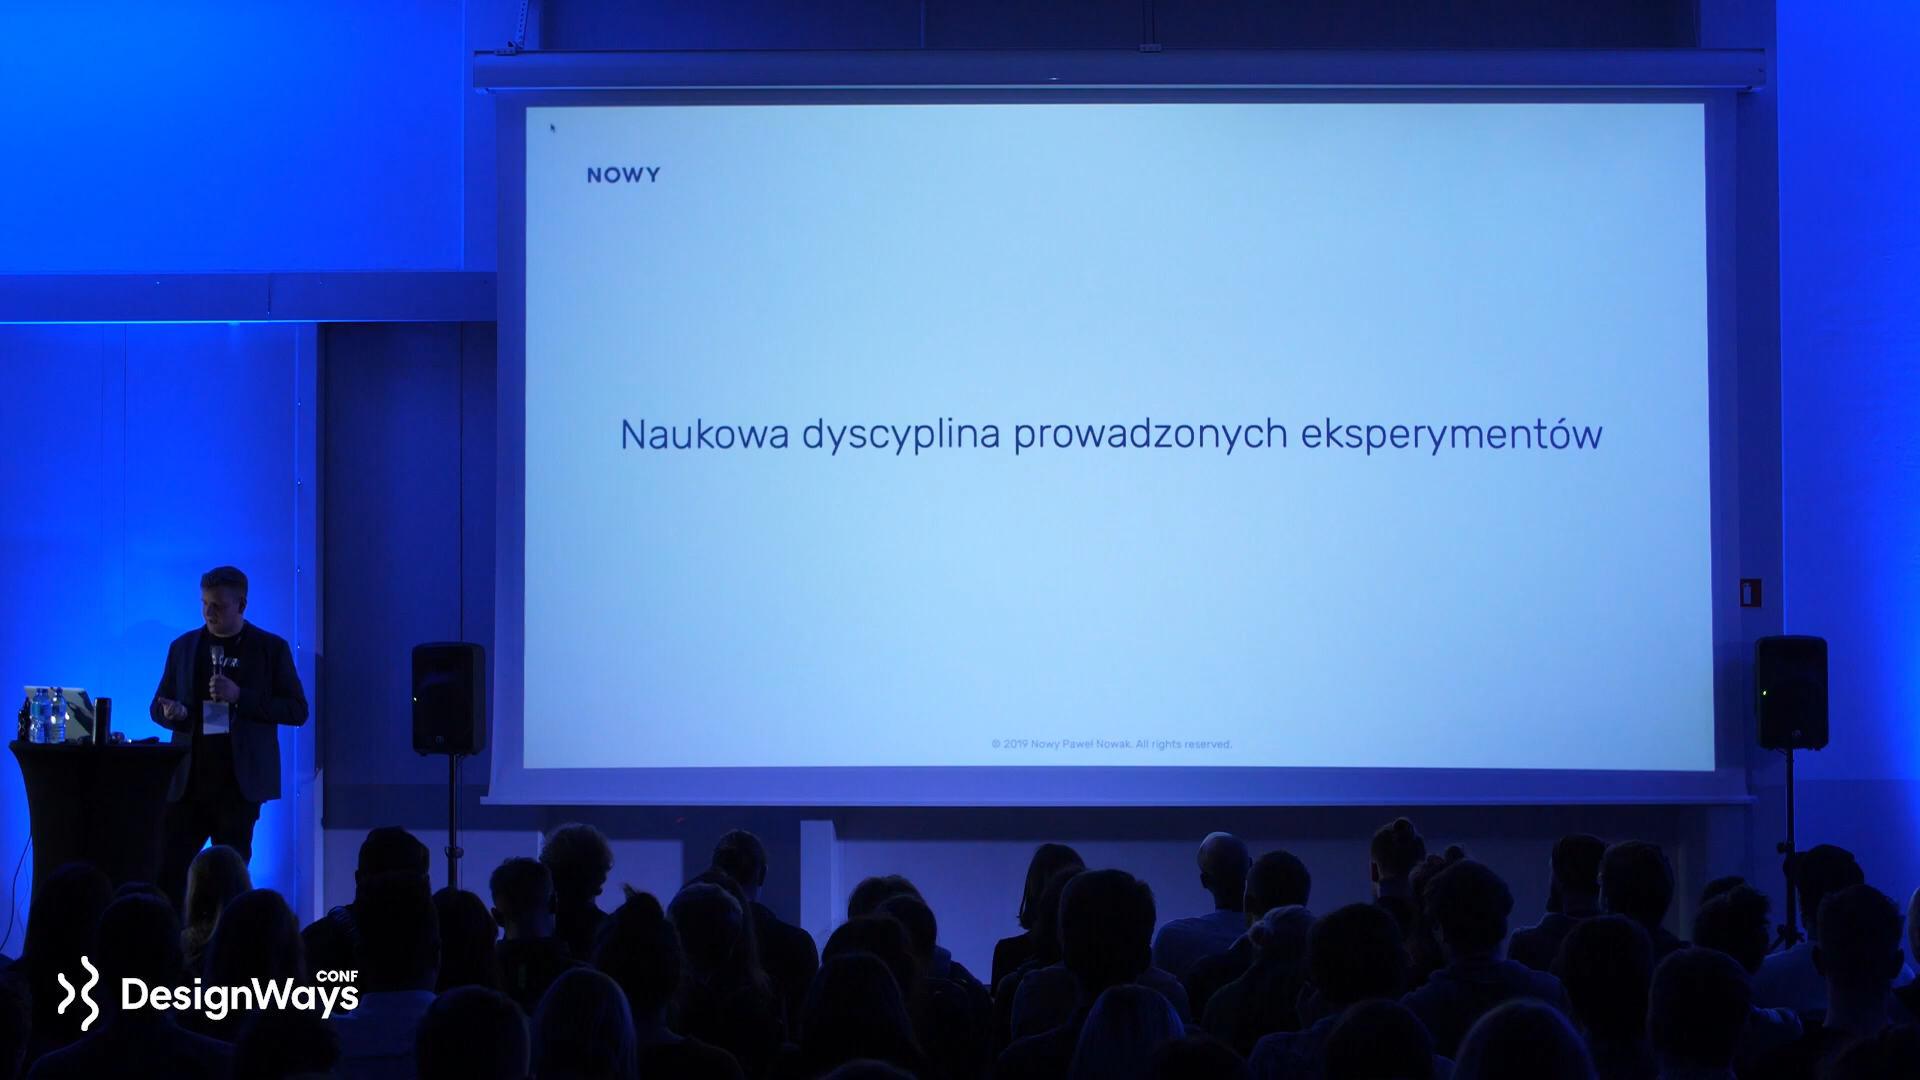 NOWY
Naukowa dyscyplina prowadzonych eksperymentów
© 2019 Nowy Paweł Nowak. All rights reserved.
DesignWays CONF